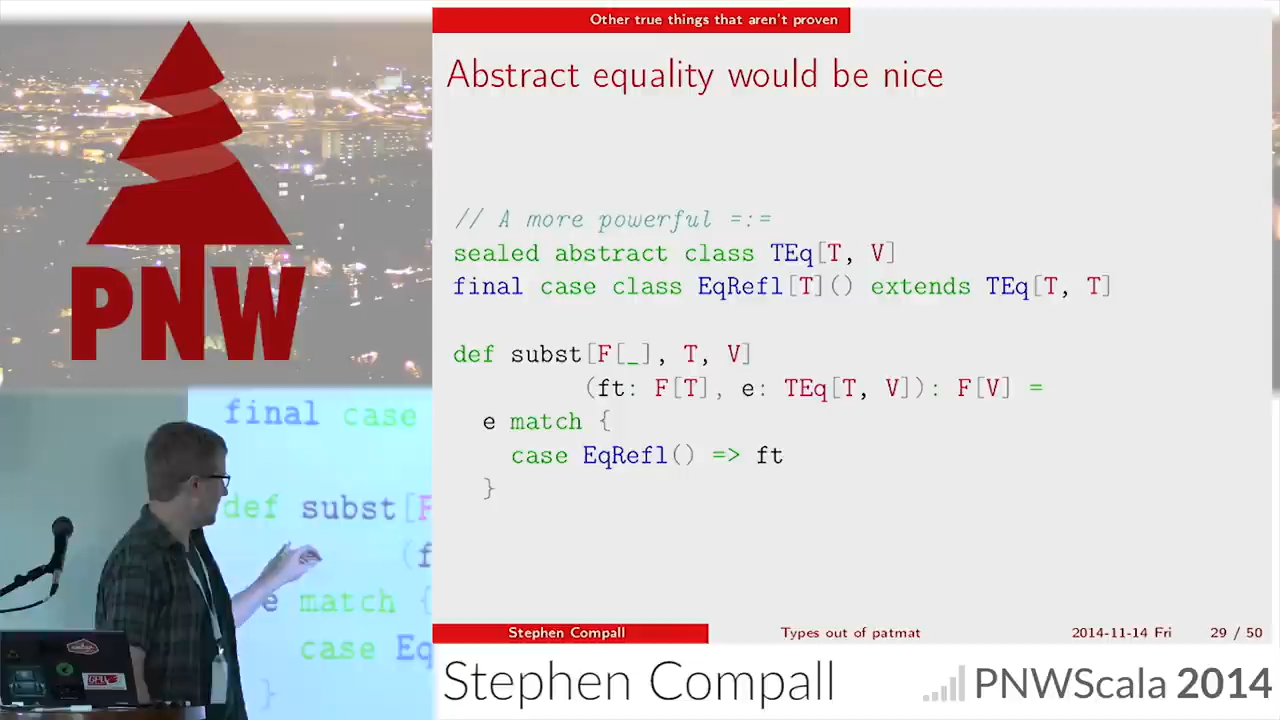 Other true things that aren't proven
Abstract equality would be nice
// A more powerful =:=
sealed abstract class TEq[T, V]
final case class EqRefl[T]() extends TEq[T, T]
def subst[F[_], T, V]
(ft: F[T], e: TEq[T, V]): F[V] =
e match {
case EqRefl() => ft
}
Stephen Compall
Types out of patmat
2014-11-14 Fri
29 / 50
PNW
final case
def subst[F
(f
e match {
case Eq
}
Stephen Compall
PNWScala 2014